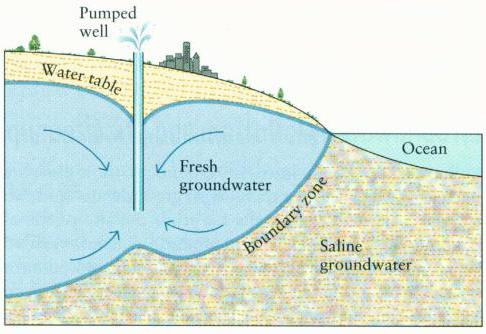 Pumped
well
Water table
Ocean
Fresh
groundwater
Boundary zone
Saline
groundwater